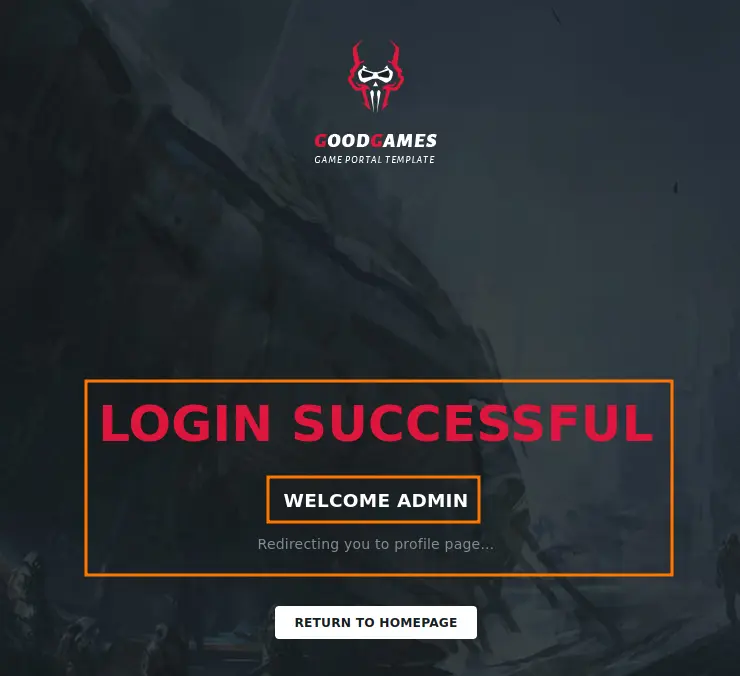 GOODGAMES
GAME PORTAL TEMPLATE
LOGIN SUCCESSFUL
WELCOME ADMIN
Redirecting you to profile page...
RETURN TO HOMEPAGE